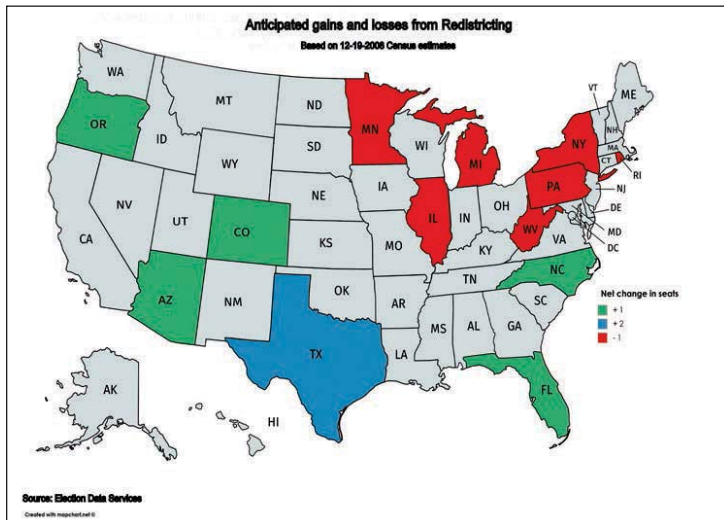 Anticipated gains and losses from Redistricting
Based on 12-19-2008 Census estimates
WA
MT
ND
MN
VT
ME
OR
ID
SD
WI
NH
WY
MI
NY
MA
CT
RI
NE
IA
PA
NJ
NV
UT
CO
IL
IN
OH
DE
CA
KS
MO
WV
VA
MD
KY
DC
AZ
NM
OK
AR
TN
NC
SC
TX
LA
MS
AL
GA
Net change in seats
+ 1
+ 2
- 1
AK
HI
FL
Source: Election Data Services
Created with mapchart.net ©